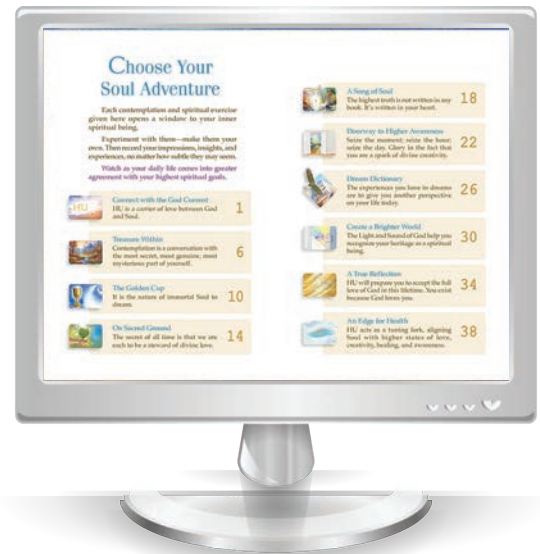 Choose Your
Soul Adventure
Each contemplation and spiritual exercise
given here opens a window to your inner
spiritual being.
Experiment with them—make them your
own. Then record your impressions, insights, and
experiences, no matter how subtle they may seem.
Watch as your daily life comes into greater
agreement with your highest spiritual goals.
HU
Connect with the God Current
HU is a carrier of love between God
and Soul.
1
Treasure Within
Contemplation is a conversation with
the most secret, most genuine, most
mysterious part of yourself.
6
The Golden Cup
It is the nature of immortal Soul to
dream.
10
On Sacred Ground
The secret of all time is that we are
each to be a steward of divine love.
14
A Song of Soul
The highest truth is not written in any
book. It's written in your heart.
18
Doorway to Higher Awareness
Seize the moment; seize the hour;
seize the day. Glory in the fact that
you are a spark of divine creativity.
22
Dream Dictionary
The experiences you have in dreams
are to give you another perspective
on your life today.
26
Create a Brighter World
The Light and Sound of God help you
recognize your heritage as a spiritual
being.
30
A True Reflection
HU will prepare you to accept the full
love of God in this lifetime. You exist
because God loves you.
34
An Edge for Health
HU acts as a tuning fork, aligning
Soul with higher states of love,
creativity, healing, and awareness.
38